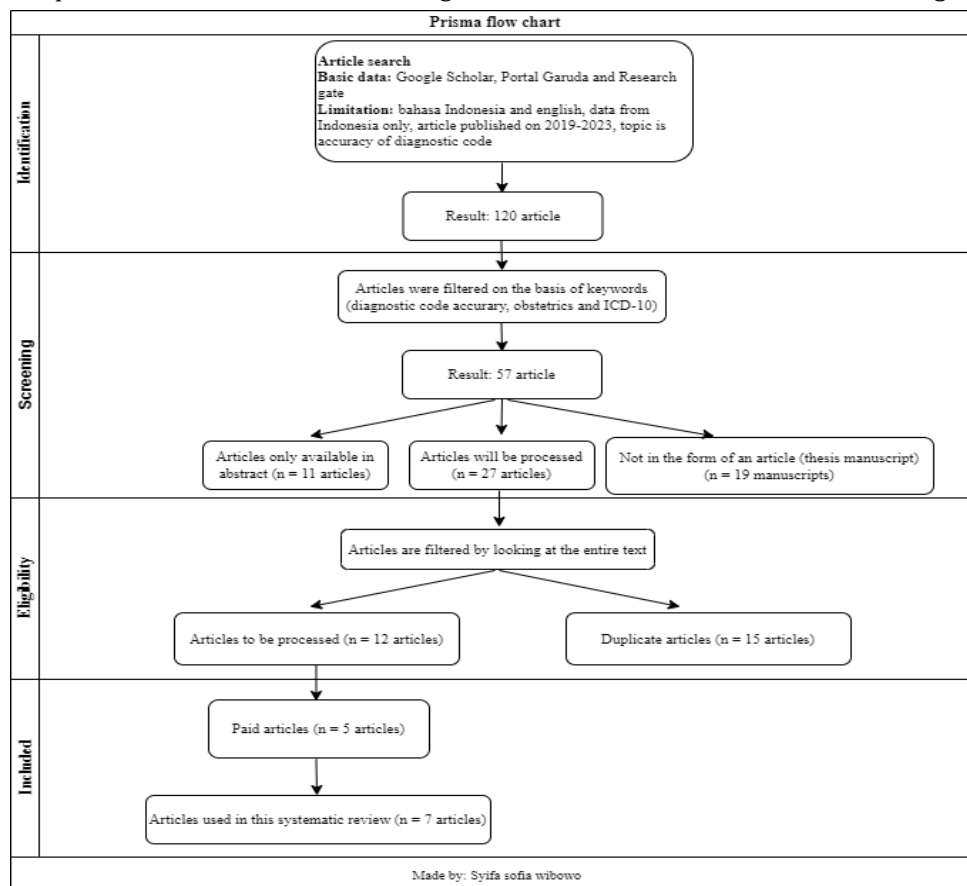 Prisma flow chart
Identification
Article search
Basic data: Google Scholar, Portal Garuda and Research
gate
Limitation: bahasa Indonesia and english, data from
Indonesia only, article published on 2019-2023, topic is
accuracy of diagnostic code
Result: 120 article
Screening
Articles were filtered on the basis of keywords
(diagnostic code accurary, obstetrics and ICD-10)
Result: 57 article
Articles only available in
abstract (n = 11 articles)
Articles will be processed
(n = 27 articles)
Not in the form of an article (thesis manuscript)
(n = 19 manuscripts)
Eligibility
Articles are filtered by looking at the entire text
Articles to be processed (n = 12 articles)
Duplicate articles (n = 15 articles)
Included
Paid articles (n = 5 articles)
Articles used in this systematic review (n = 7 articles)
Made by: Syifa sofia wibowo